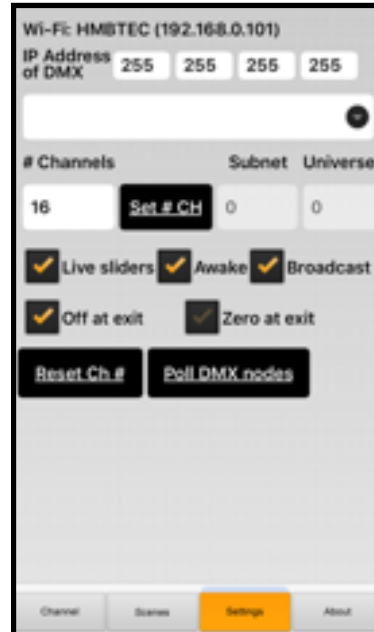 Wi-Fi: HMBTEC (192.168.0.101)
IP Address of DMX 255 255 255 255
# Channels Subnet Universe
16 Set # CH 0 0
Live sliders Awake Broadcast
Off at exit Zero at exit
Reset Ch # Poll DMX nodes
Channel Scenes Settings About